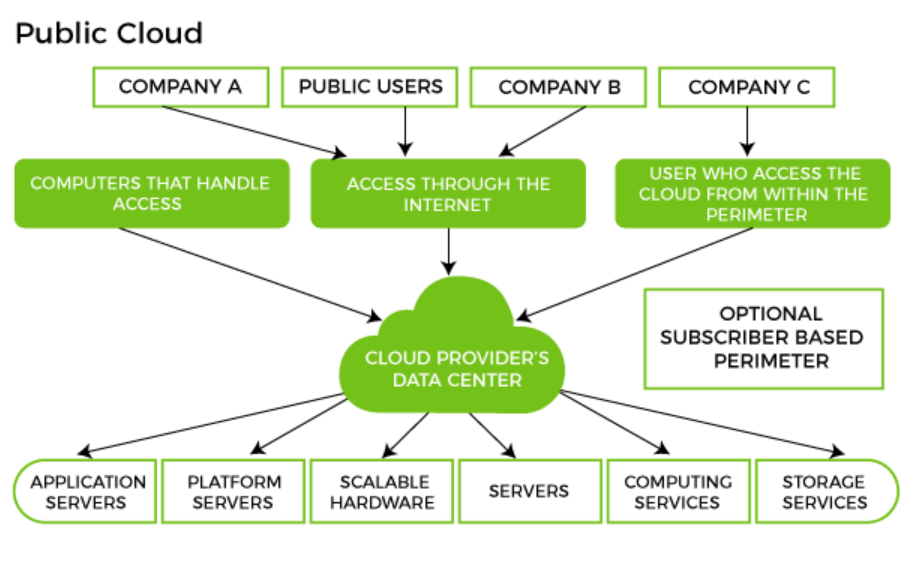 Public Cloud
COMPANY A
PUBLIC USERS
COMPANY B
COMPANY C
COMPUTERS THAT HANDLE
ACCESS
ACCESS THROUGH THE
INTERNET
USER WHO ACCESS THE
CLOUD FROM WITHIN THE
PERIMETER
OPTIONAL
SUBSCRIBER BASED
PERIMETER
CLOUD PROVIDER'S
DATA CENTER
APPLICATION
SERVERS
PLATFORM
SERVERS
SCALABLE
HARDWARE
SERVERS
COMPUTING
SERVICES
STORAGE
SERVICES